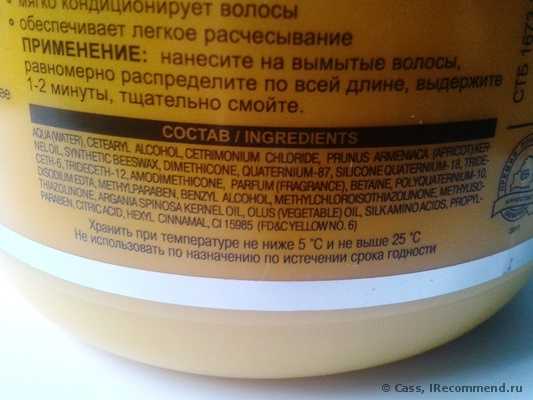 • мягко кондиционирует волосы
• обеспечивает легкое расчесывание
ПРИМЕНЕНИЕ: нанесите на вымытые волосы,
равномерно распределите по всей длине, выдержите
1-2 минуты, тщательно смойте.
ее
СТБ 1673
СОСТАВ / INGREDIENTS
AQUA (WATER), CETEARYL ALCOHOL, CETRIMONIUM CHLORIDE, PRUNUS ARMENIACA (APRICOT) KER-
NEL OIL, SYNTHETIC BEESWAX, DIMETHICONE, QUATERNIUM-87, SILICONE QUATERNIUM-18, TRIDE-
CETH-6, TRIDECETH-12, AMODIMETHICONE, PARFUM (FRAGRANCE), BETAINE, POLYQUATERNIUM-10,
DISODIUM EDTA, METHYLPARABEN, BENZYL ALCOHOL, METHYLCHLOROISOTHIAZOLINONE, METHYLISO-
THIAZOLINONE, ARGANIA SPINOSA KERNEL OIL, OLUS (VEGETABLE) OIL, SILK AMINO ACIDS, PROPYL-
PARABEN, CITRIC ACID, HEXYL CINNAMAL, CI 15985 (FD&C YELLOW NO. 6)
Хранить при температуре не ниже 5 °C и не выше 25 °C
Не использовать по назначению по истечении срока годности
© Cass, IRecommend.ru